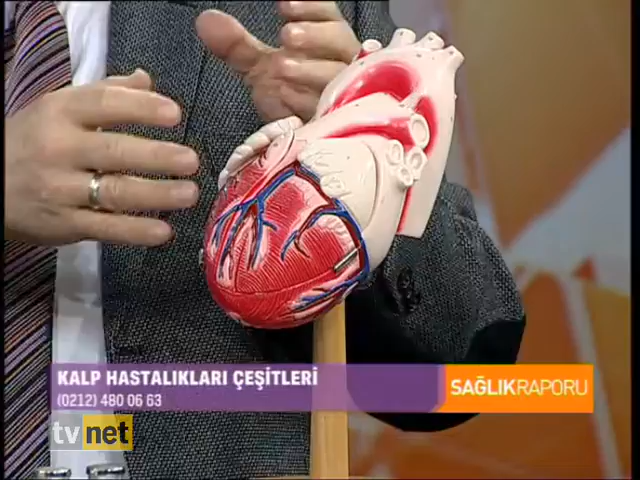 KALP HASTALIKLARI ÇEŞİTLERİ
SAĞLIKRAPORU
(0212) 480 06 63
tvnet